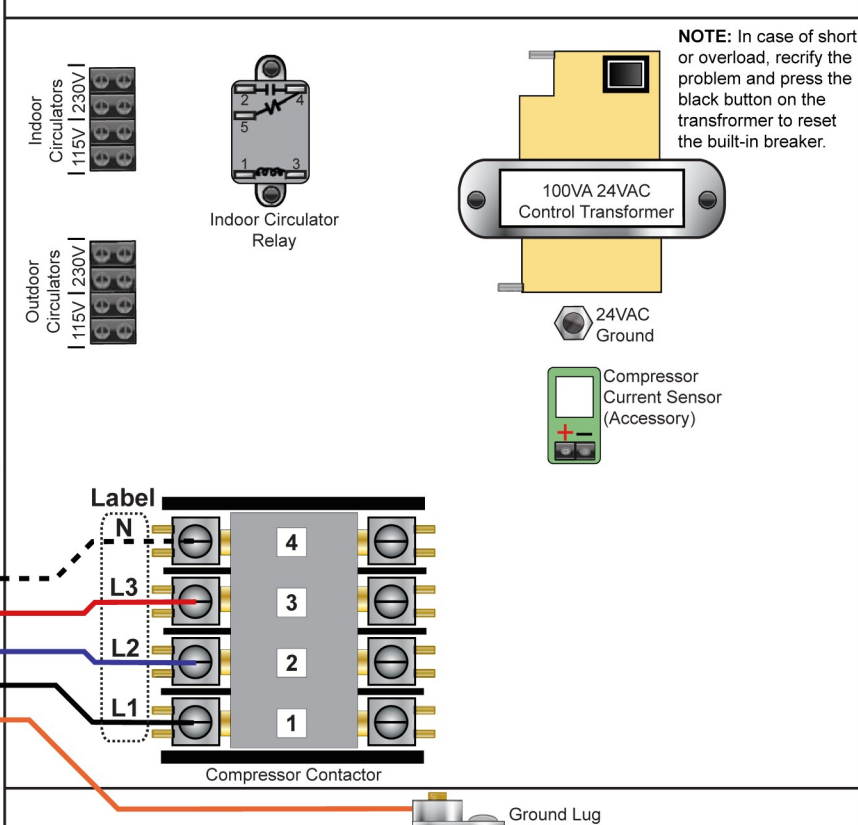 NOTE: In case of short
or overload, recrify the
problem and press the
black button on the
transfromer to reset
the built-in breaker.
Indoor
Circulators
115V 230V
2
4
5
1
3
Indoor Circulator
Relay
100VA 24VAC
Control Transformer
Outdoor
Circulators
115V 230V
24VAC
Ground
Compressor
Current Sensor
(Accessory)
+ −
Label
N
4
L3
3
L2
2
L1
1
Compressor Contactor
Ground Lug